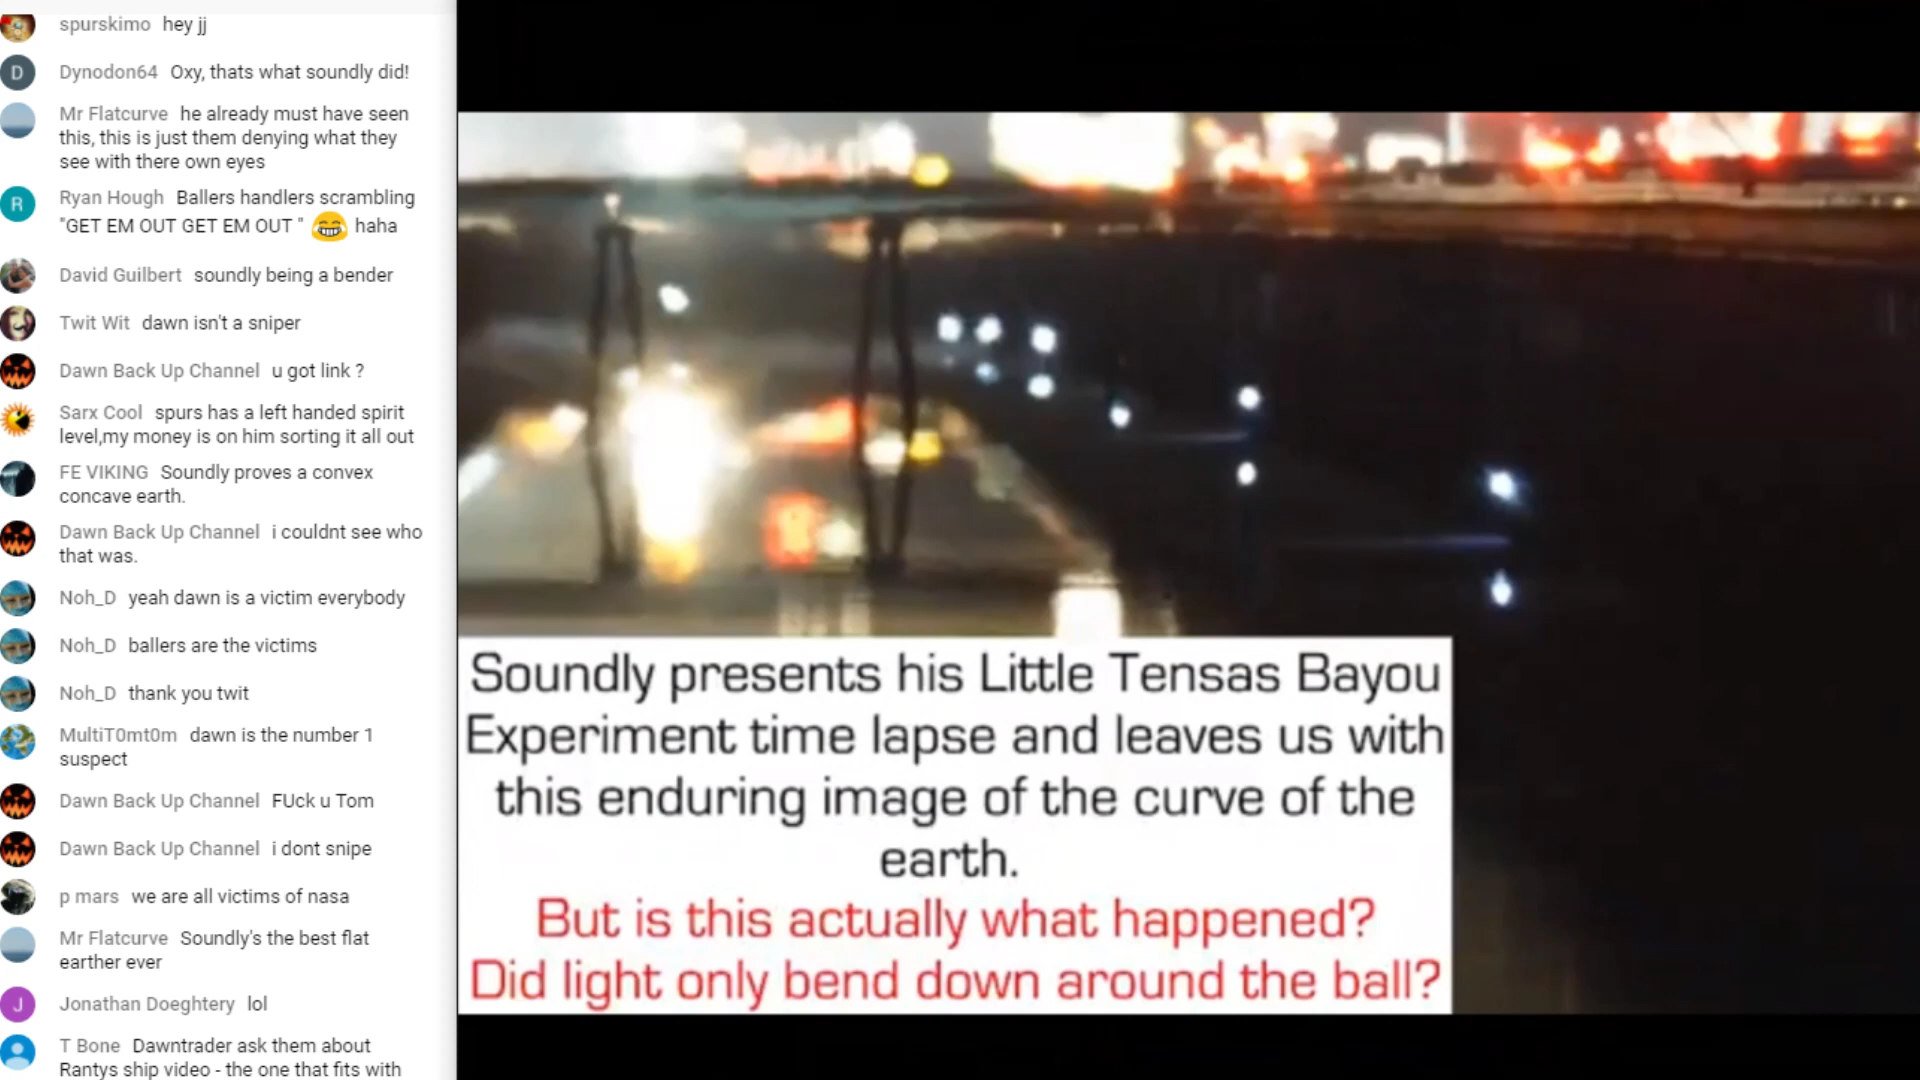 spurskimo hey jj
D
Dynodon64 Oxy, thats what soundly did!
Mr Flatcurve he already must have seen
this, this is just them denying what they
see with there own eyes
R
Ryan Hough Ballers handlers scrambling
"GET EM OUT GET EM OUT " 😂 haha
David Guilbert soundly being a bender
Twit Wit dawn isn't a sniper
Dawn Back Up Channel u got link ?
Sarx Cool spurs has a left handed spirit
level,my money is on him sorting it all out
FE VIKING Soundly proves a convex
concave earth.
Dawn Back Up Channel i couldnt see who
that was.
Noh_D yeah dawn is a victim everybody
Noh_D ballers are the victims
Noh_D thank you twit
MultiT0mt0m dawn is the number 1
suspect
Dawn Back Up Channel FUck u Tom
Dawn Back Up Channel i dont snipe
p mars we are all victims of nasa
Mr Flatcurve Soundly's the best flat
earther ever
J
Jonathan Doeghtery lol
T Bone Dawntrader ask them about
Rantys ship video - the one that fits with
Soundly presents his Little Tensas Bayou
Experiment time lapse and leaves us with
this enduring image of the curve of the
earth.
But is this actually what happened?
Did light only bend down around the ball?